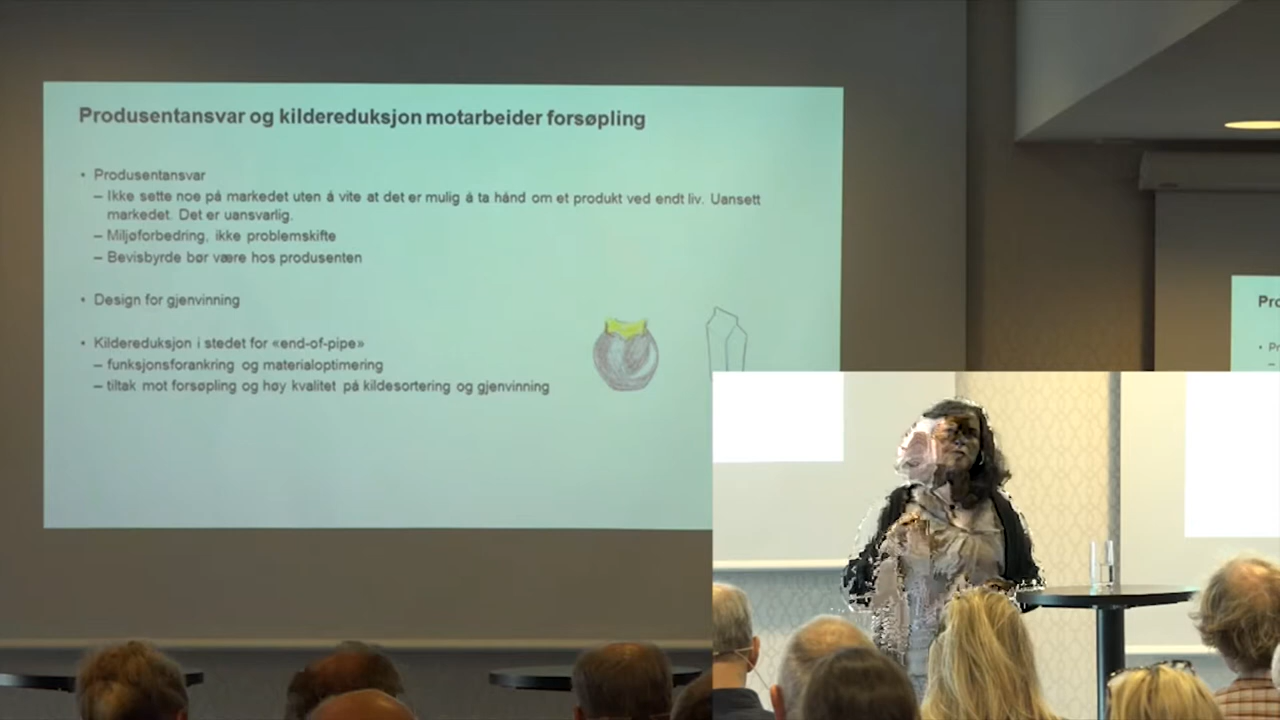 Produsentansvar og kildereduksjon motarbeider forsøpling
• Produsentansvar
– Ikke sette noe på markedet uten å vite at det er mulig å ta hånd om et produkt ved endt liv. Uansett
markedet. Det er uansvarlig.
– Miljøforbedring, ikke problemskifte
– Bevisbyrde bør være hos produsenten
• Design for gjenvinning
• Kildereduksjon i stedet for «end-of-pipe»
– funksjonsforankring og materialoptimering
– tiltak mot forsøpling og høy kvalitet på kildesortering og gjenvinning
Pro
• Pr
–